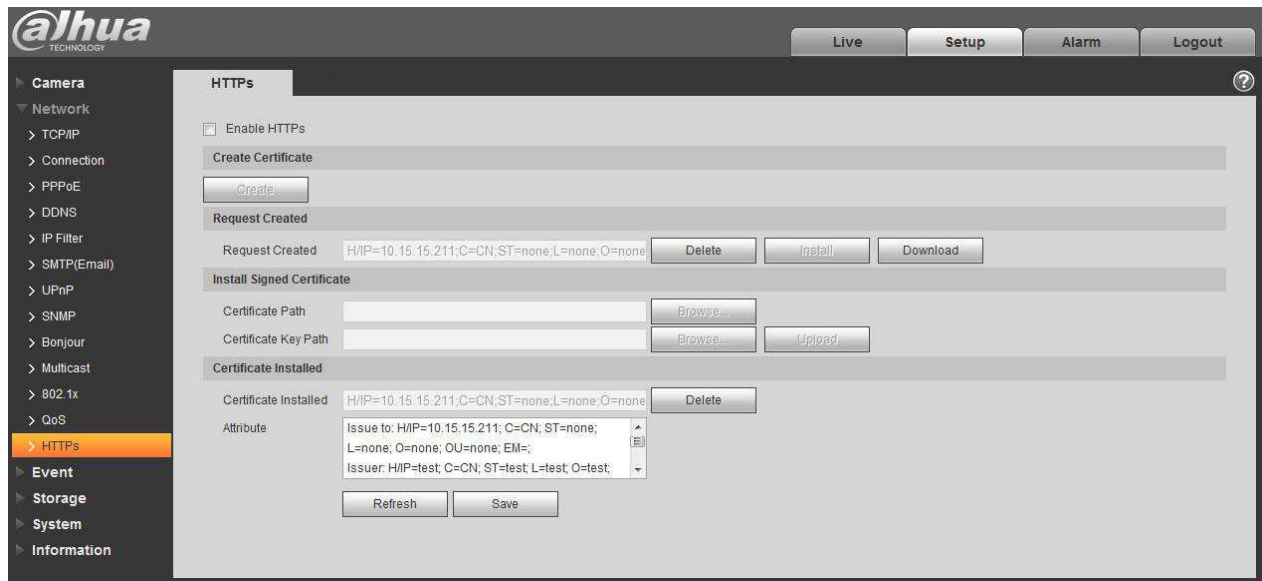 alhua
TECHNOLOGY
Live Setup Alarm Logout
Camera
Network
TCP/IP
Connection
PPPoE
DDNS
IP Filter
SMTP(Email)
UPnP
SNMP
Bonjour
Multicast
802.1x
QoS
HTTPs
Event
Storage
System
Information
HTTPs
?
Enable HTTPs
Create Certificate
Create
Request Created
Request Created H/IP=10.15.15.211;C=CN;ST=none;L=none;O=none Delete Install Download
Install Signed Certificate
Certificate Path Browse...
Certificate Key Path Browse... Upload
Certificate Installed
Certificate Installed H/IP=10.15.15.211;C=CN;ST=none;L=none;O=none Delete
Attribute Issue to: H/IP=10.15.15.211; C=CN; ST=none;
L=none; O=none; OU=none; EM=;
Issuer: H/IP=test; C=CN; ST=test; L=test; O=test;
Refresh Save